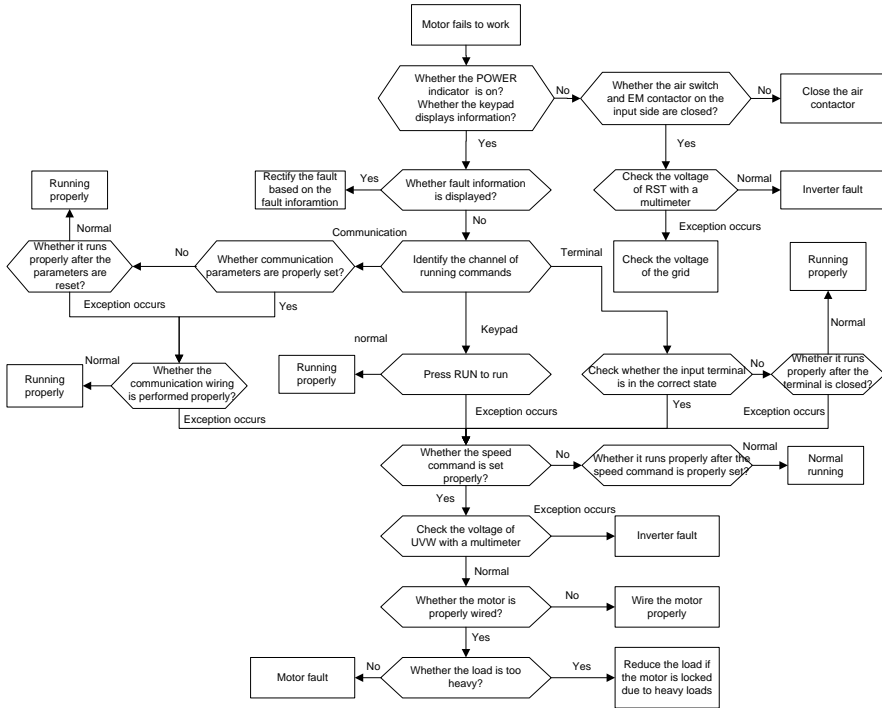 Motor fails to work
Whether the POWER
indicator is on?
Whether the keypad
displays information?
No
Whether the air switch
and EM contactor on the
input side are closed?
No
Close the air
contactor
Yes
Yes
Rectify the fault
based on the
fault inforamtion
Yes
Whether fault information
is displayed?
Check the voltage
of RST with a
multimeter
Normal
Inverter fault
Running
properly
Normal
No
Exception occurs
Communication
Terminal
Whether it runs
properly after the
parameters are
reset?
No
Whether communication
parameters are properly set?
Identify the channel of
running commands
Check the voltage
of the grid
Running
properly
Exception occurs
Yes
Keypad
Normal
normal
Running
properly
Normal
Whether the
communication wiring
is performed properly?
Running
properly
Press RUN to run
Check whether the input terminal
is in the correct state
No
Whether it runs
properly after the
terminal is closed?
Exception occurs
Exception occurs
Yes
Exception occurs
Whether the speed
command is set
properly?
No
Whether it runs properly after the
speed command is properly set?
Normal
Normal
running
Yes
Exception occurs
Check the voltage of
UVW with a multimeter
Inverter fault
Normal
Whether the motor is
properly wired?
No
Wire the motor
properly
Yes
Motor fault
No
Whether the load is too
heavy?
Yes
Reduce the load if
the motor is locked
due to heavy loads